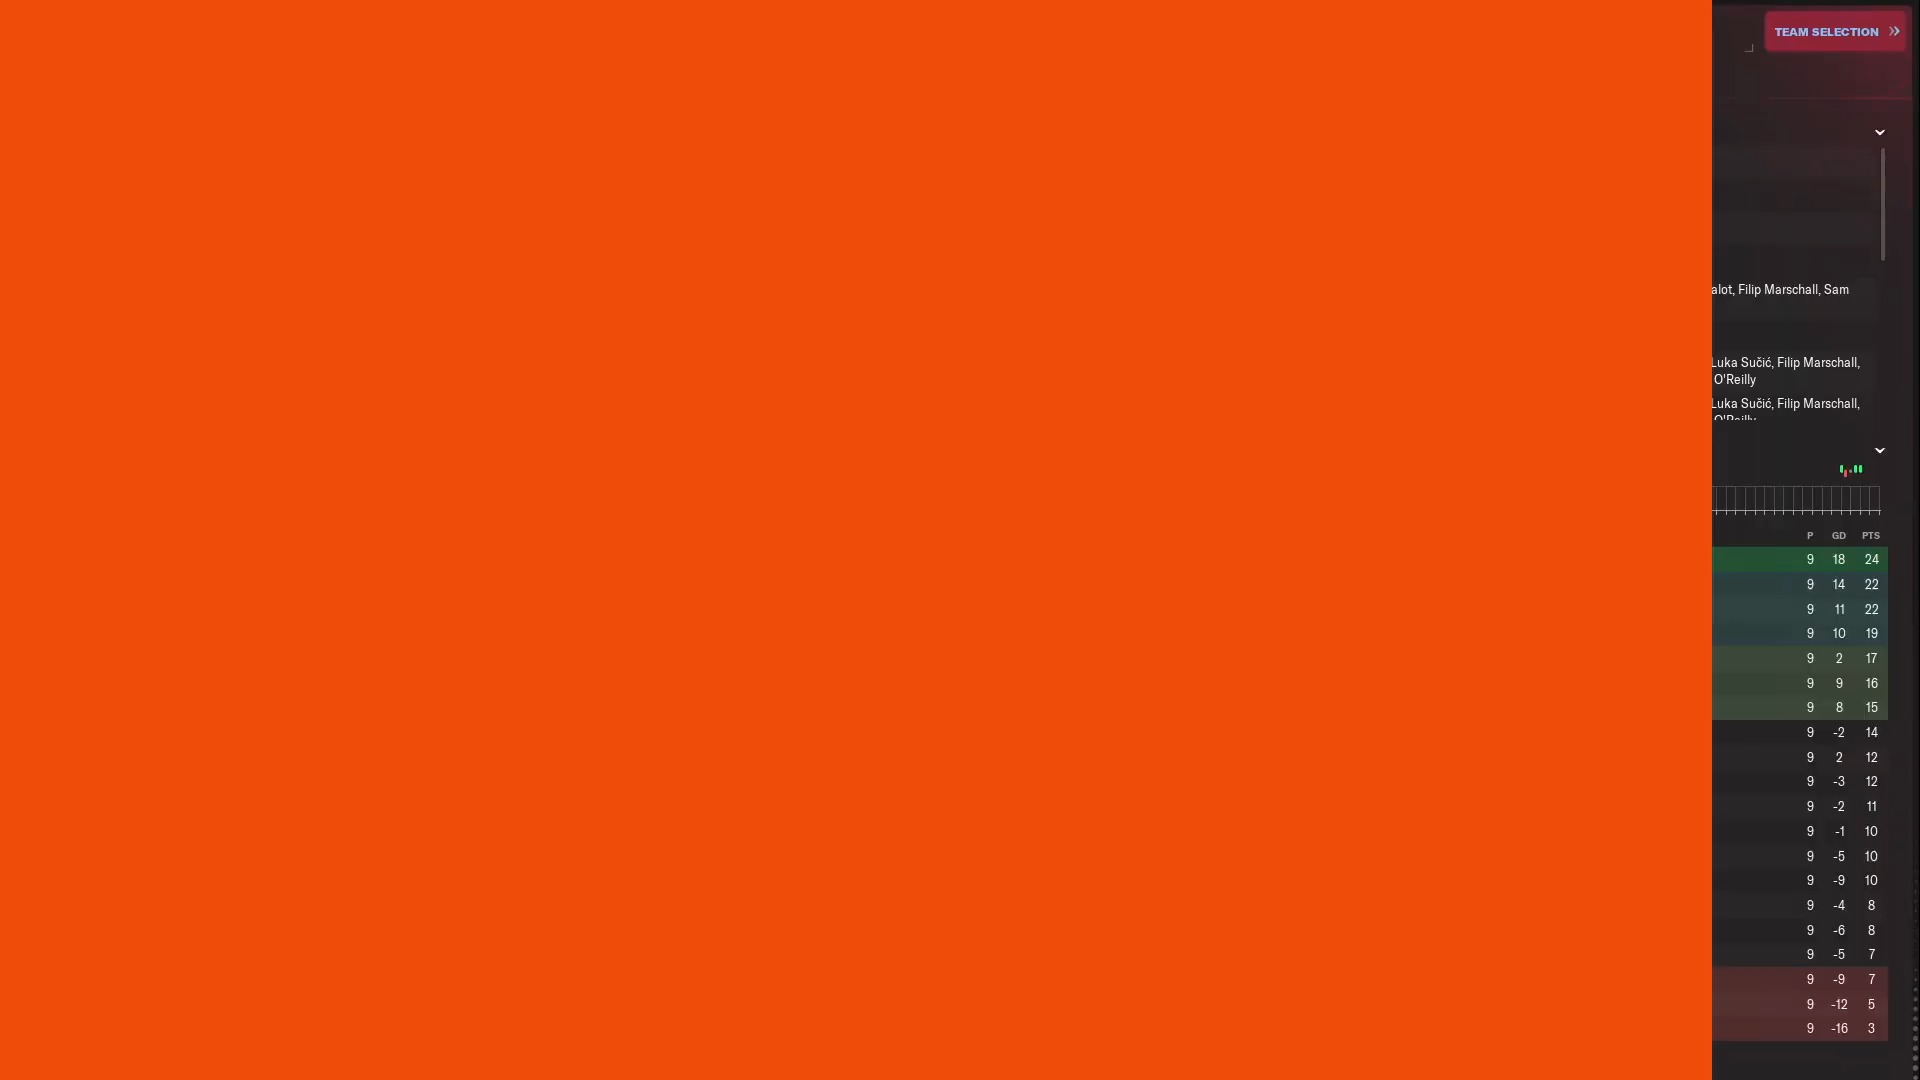 TEAM SELECTION
Filip Marschall, Sam
Luka Sučić, Filip Marschall,
O'Reilly
Luka Sučić, Filip Marschall,
P GD PTS
9 18 24
9 14 22
9 11 22
9 10 19
9 2 17
9 9 16
9 8 15
9 -2 14
9 2 12
9 -3 12
9 -2 11
9 -1 10
9 -5 10
9 -9 10
9 -4 8
9 -6 8
9 -5 7
9 -9 7
9 -12 5
9 -16 3